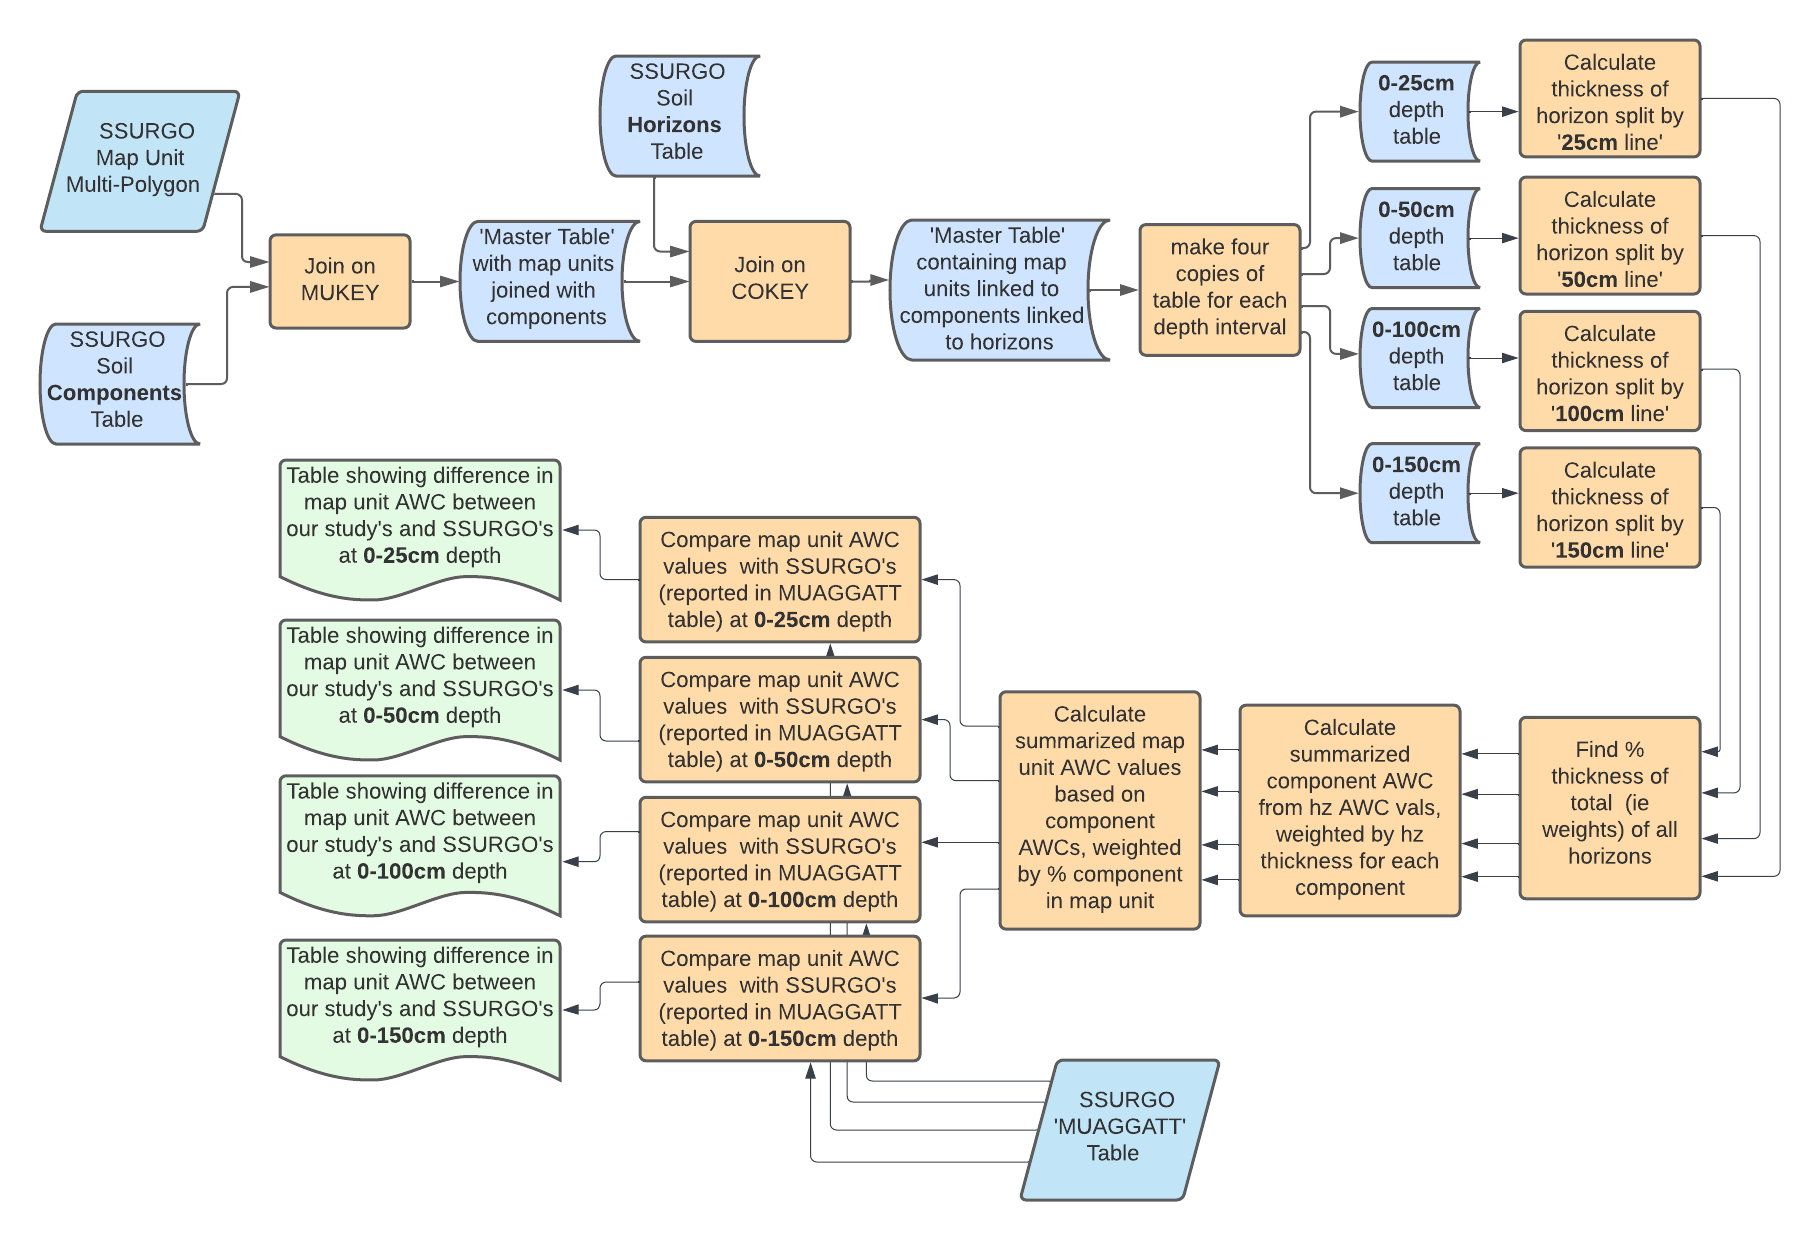 SSURGO
Map Unit
Multi-Polygon
SSURGO
Soil
Components
Table
Join on
MUKEY
'Master Table'
with map units
joined with
components
SSURGO
Soil
Horizons
Table
Join on
COKEY
'Master Table'
containing map
units linked to
components linked
to horizons
make four
copies of
table for each
depth interval
0-25cm
depth
table
Calculate
thickness of
horizon split by
'25cm line'
0-50cm
depth
table
Calculate
thickness of
horizon split by
'50cm line'
0-100cm
depth
table
Calculate
thickness of
horizon split by
'100cm line'
0-150cm
depth
table
Calculate
thickness of
horizon split by
'150cm line'
Find %
thickness of
total (ie
weights) of all
horizons
Calculate
summarized
component AWC
from hz AWC vals,
weighted by hz
thickness for each
component
Calculate
summarized map
unit AWC values
based on
component
AWCs, weighted
by % component
in map unit
Compare map unit AWC
values with SSURGO's
(reported in MUAGGATT
table) at 0-25cm depth
Compare map unit AWC
values with SSURGO's
(reported in MUAGGATT
table) at 0-50cm depth
Compare map unit AWC
values with SSURGO's
(reported in MUAGGATT
table) at 0-100cm depth
Compare map unit AWC
values with SSURGO's
(reported in MUAGGATT
table) at 0-150cm depth
Table showing difference in
map unit AWC between
our study's and SSURGO's
at 0-25cm depth
Table showing difference in
map unit AWC between
our study's and SSURGO's
at 0-50cm depth
Table showing difference in
map unit AWC between
our study's and SSURGO's
at 0-100cm depth
Table showing difference in
map unit AWC between
our study's and SSURGO's
at 0-150cm depth
SSURGO
'MUAGGATT'
Table